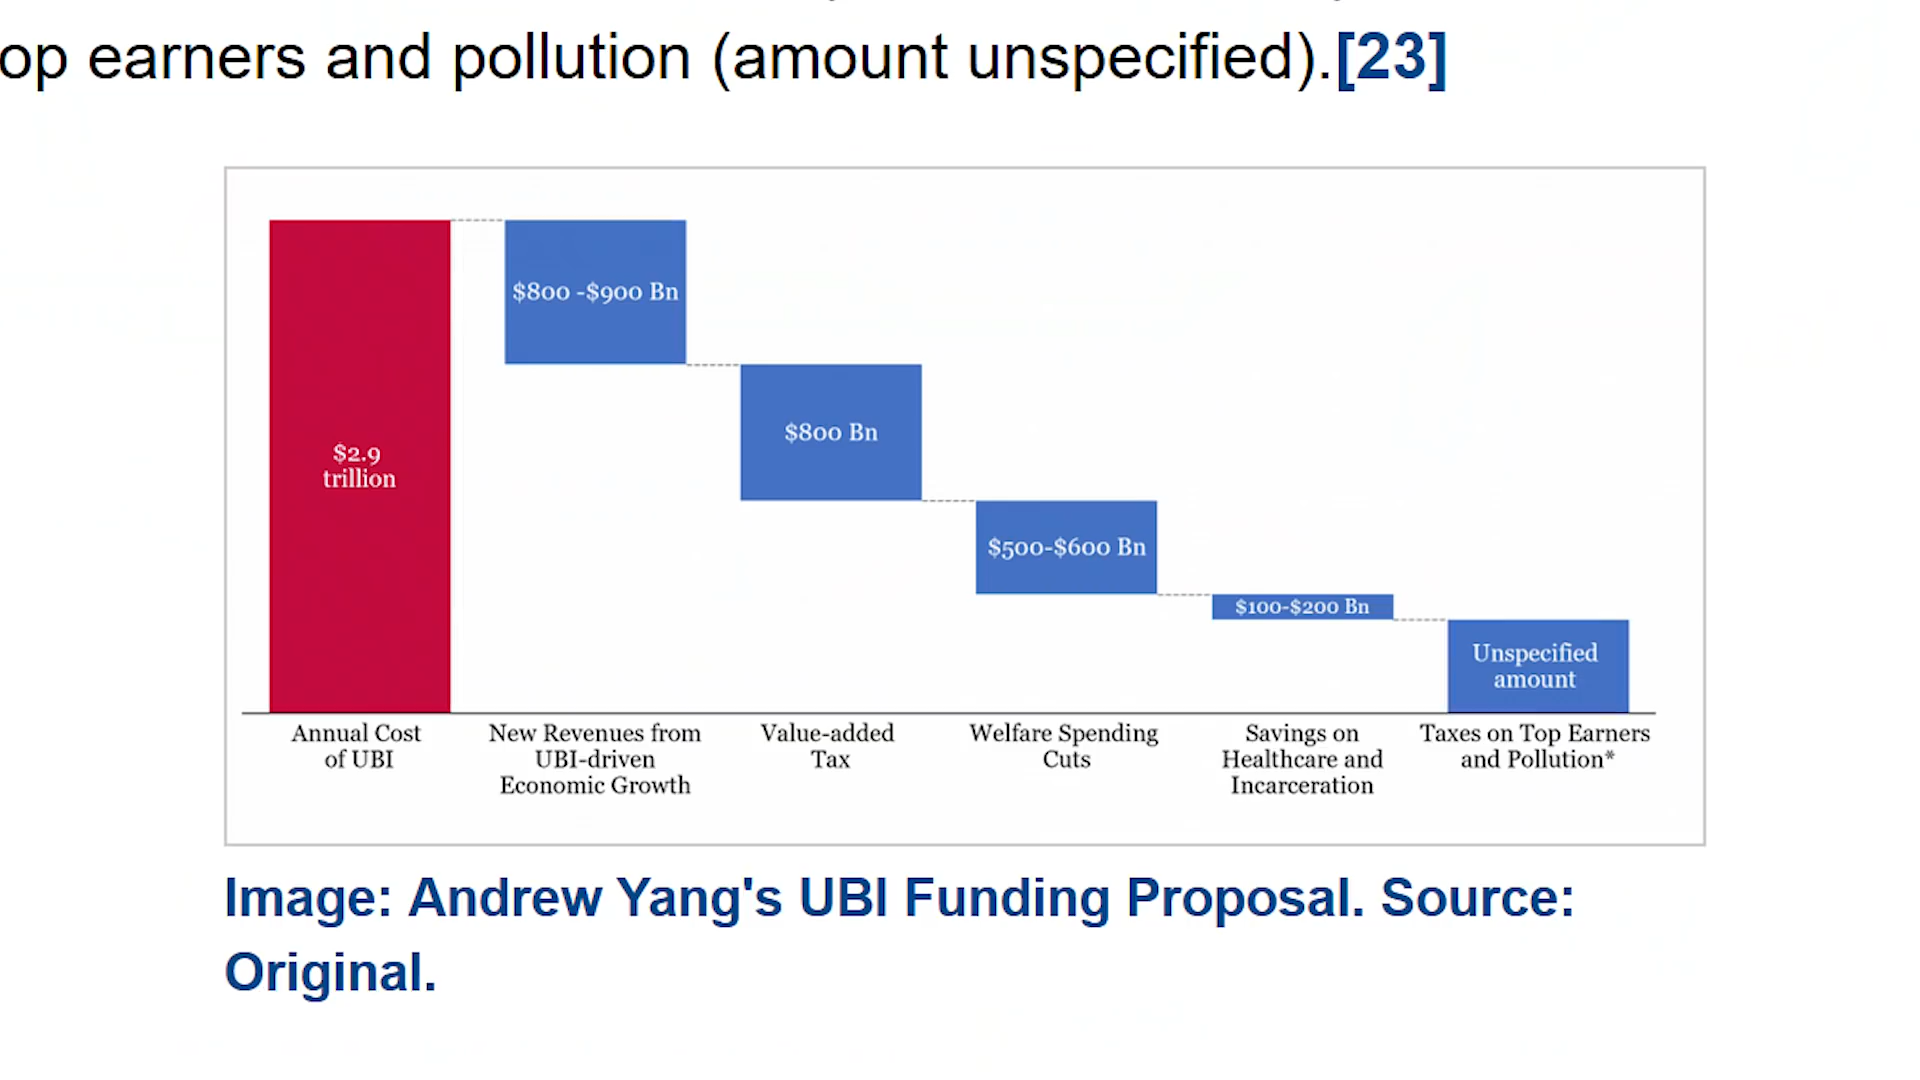 op earners and pollution (amount unspecified).[23]
$2.9
trillion
$800 -$900 Bn
$800 Bn
$500-$600 Bn
$100-$200 Bn
Unspecified
amount
Annual Cost
of UBI
New Revenues from
UBI-driven
Economic Growth
Value-added
Tax
Welfare Spending
Cuts
Savings on
Healthcare and
Incarceration
Taxes on Top Earners
and Pollution*
Image: Andrew Yang's UBI Funding Proposal. Source:
Original.